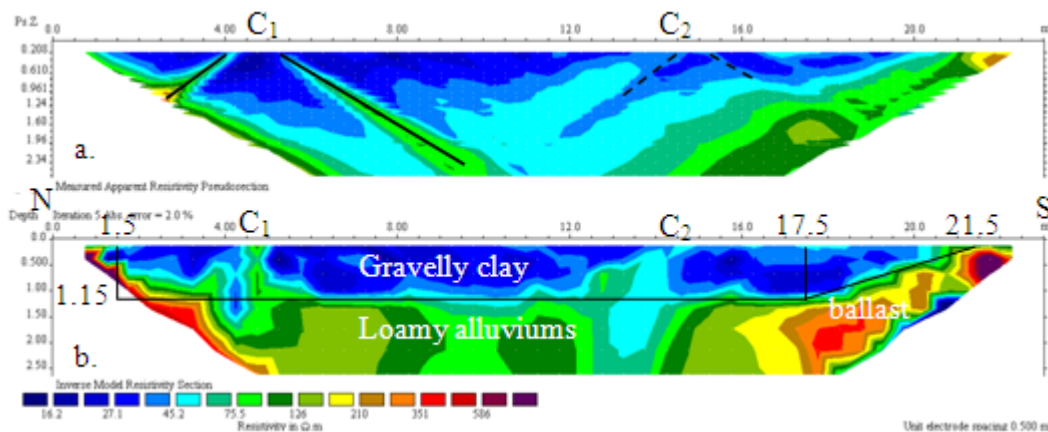 Ps.Z. 0.0 C1 8.00 12.0 C2 16.0 20.0 m
0.208
0.610
0.961
1.24
1.60
1.96
2.34
a.
Measured Apparent Resistivity Pseudosection
N S
Depth Iteration 5 Abs. error = 2.0 %
0.0 1.5 4.00 C1 8.00 12.0 C2 16.0 17.5 20.0 21.5 m
0.0
0.500
1.00
1.15
1.50
2.00
2.50
Gravelly clay
ballast
Loamy alluviums
b.
Inverse Model Resistivity Section
16.2 27.1 45.2 75.5 126 210 351 586
Resistivity in Ω.m
Unit electrode spacing 0.500 m